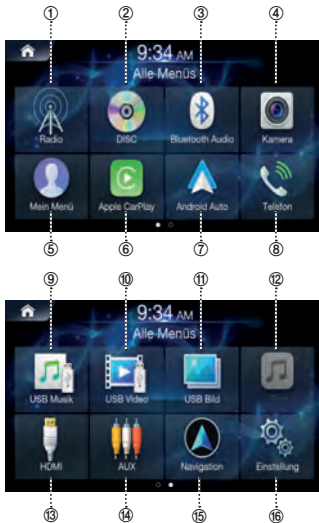 ① ② ③ ④
9:34 AM
Alle Menüs
Radio DISC Bluetooth Audio Kamera
Mein Menü Apple CarPlay Android Auto Telefon
⑤ ⑥ ⑦ ⑧
⑨ ⑩ ⑪ ⑫
9:34 AM
Alle Menüs
USB Musik USB Video USB Bild
HDMI AUX Navigation Einstellung
⑬ ⑭ ⑮ ⑯